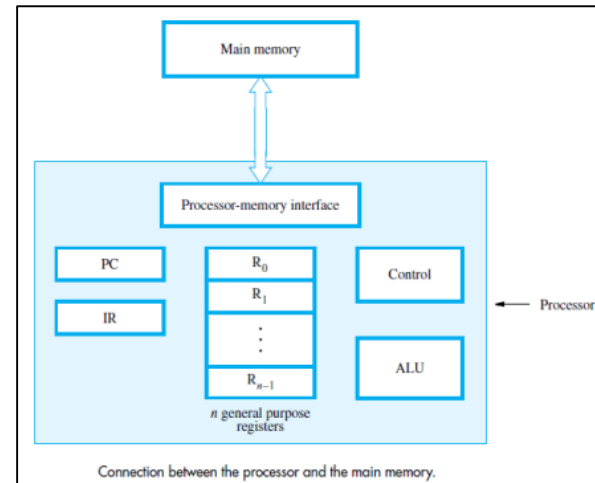 Main memory
Processor-memory interface
PC
R0
Control
IR
R1
Processor
⋮
ALU
Rn−1
n general purpose
registers
Connection between the processor and the main memory.